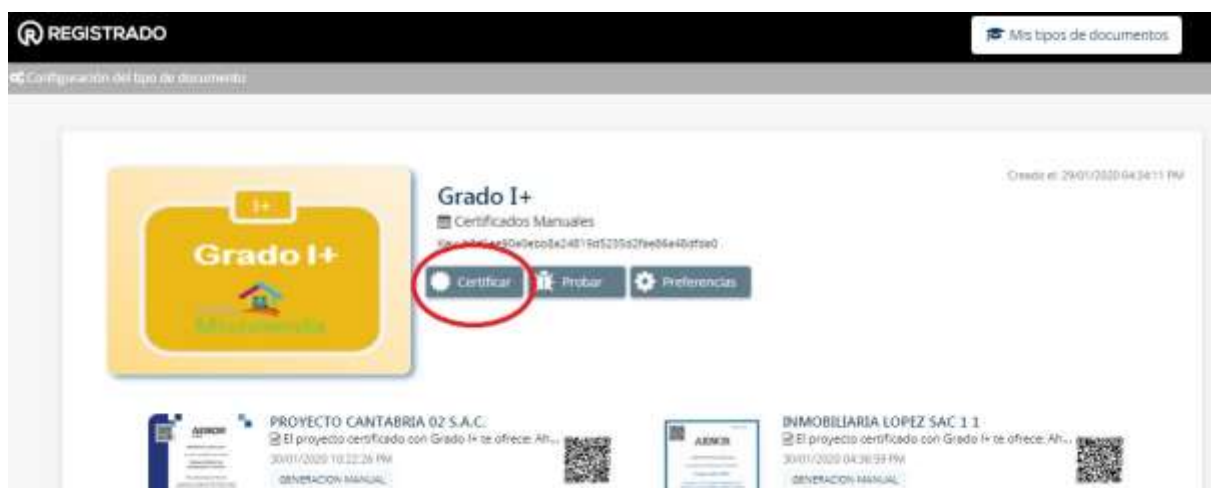 REGISTRADO
Mis tipos de documentos
Configuración del tipo de documento
Creado el: 29/01/2020 04:34:11 PM
I+
Grado I+
Grado I+
Certificados Manuales
Certificar
Probar
Preferencias
AENOR
PROYECTO CANTABRIA 02 S.A.C.
El proyecto certificado con Grado I+ te ofrece: Ah...
30/01/2020 10:22:26 PM
GENERACION MANUAL
AENOR
INMOBILIARIA LOPEZ SAC 1 1
El proyecto certificado con Grado I+ te ofrece: Ah...
30/01/2020 04:36:59 PM
GENERACION MANUAL